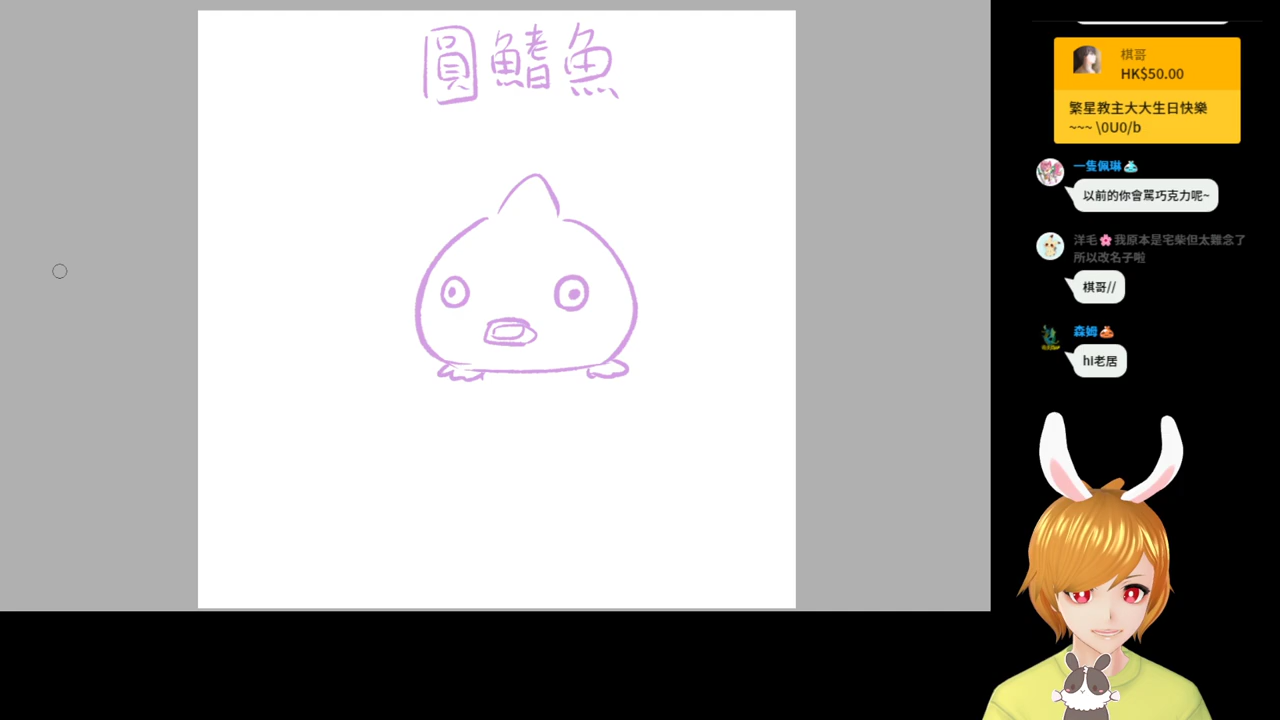 圓鰭魚
棋哥
HK$50.00
繁星教主大大生日快樂
~~~ \0U0/b
一隻佩琳
以前的你會罵巧克力呢~
洋毛🌸我原本是宅柴但太難念了
所以改名子啦
棋哥//
森姆
hi老居